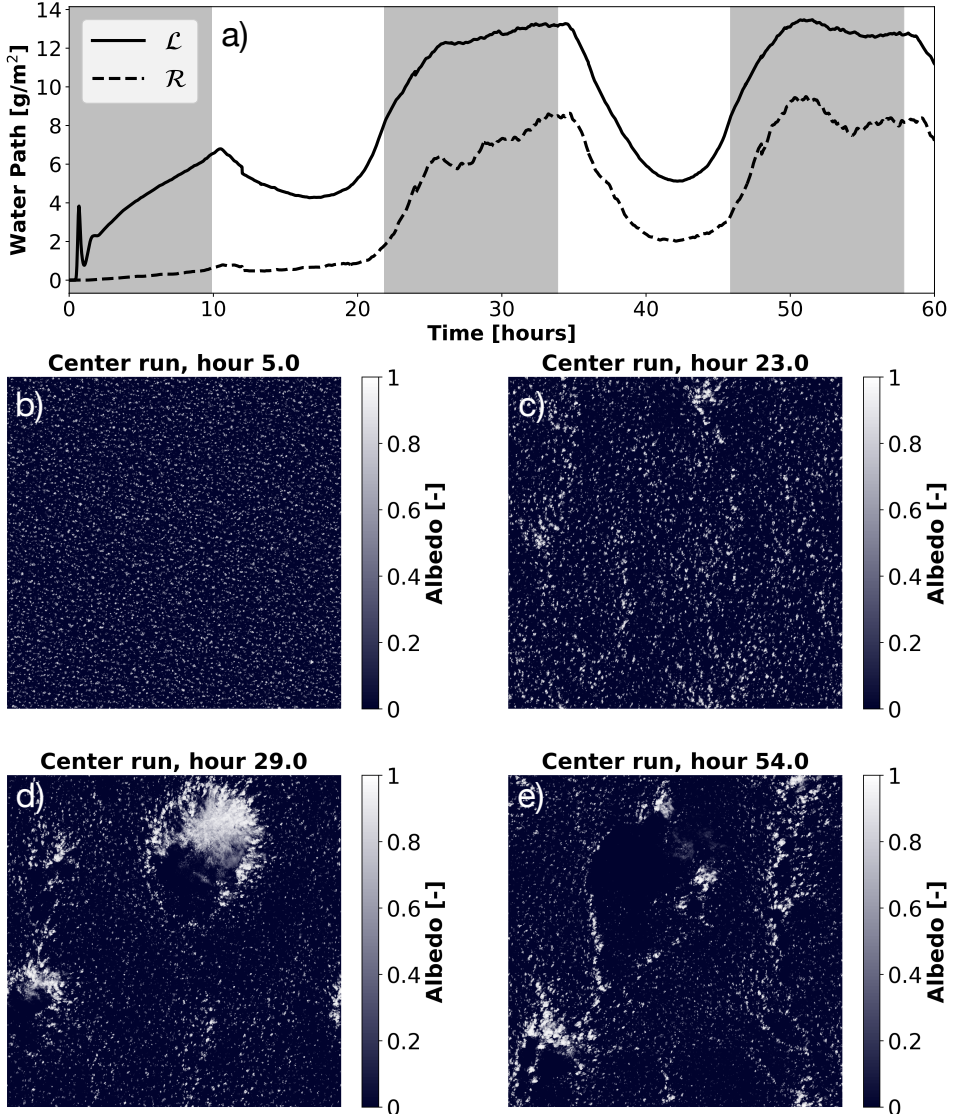 a)
14
12
10
8
6
4
2
0
ℒ
ℛ
Water Path [g/m²]
0 10 20 30 40 50 60
Time [hours]
Center run, hour 5.0
b)
1
0.8
0.6
0.4
0.2
0
Albedo [-]
Center run, hour 23.0
c)
1
0.8
0.6
0.4
0.2
0
Albedo [-]
Center run, hour 29.0
d)
1
0.8
0.6
0.4
0.2
0
Albedo [-]
Center run, hour 54.0
e)
1
0.8
0.6
0.4
0.2
0
Albedo [-]